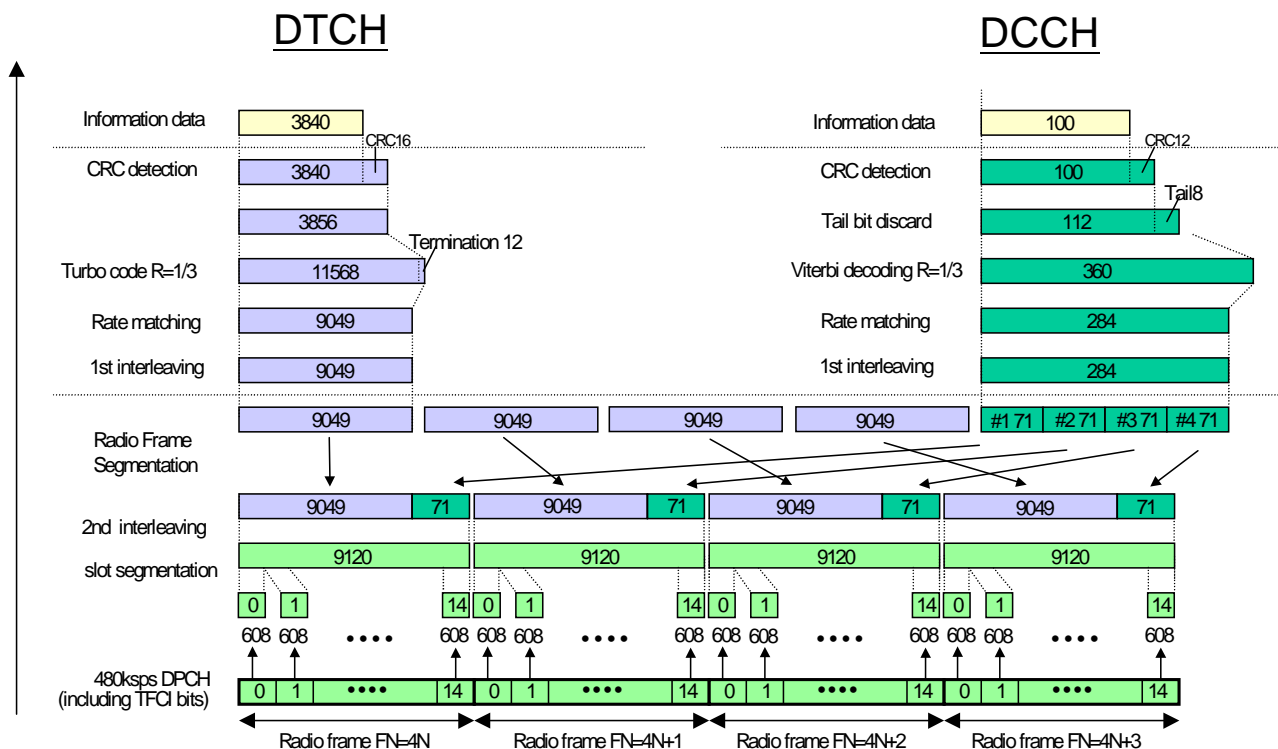 DTCH DCCH
Information data 3840 Information data 100
CRC16 CRC12
CRC detection 3840 CRC detection 100
Tail8
3856 Tail bit discard 112
Termination 12
Turbo code R=1/3 11568 Viterbi decoding R=1/3 360
Rate matching 9049 Rate matching 284
1st interleaving 9049 1st interleaving 284
9049 9049 9049 9049 #1 71 #2 71 #3 71 #4 71
Radio Frame
Segmentation
9049 71 9049 71 9049 71 9049 71
2nd interleaving
9120 9120 9120 9120
slot segmentation
0 1 14 0 1 14 0 1 14 0 1 14
608 608 •••• 608 608 608 •••• 608 608 608 •••• 608 608 608 •••• 608
480ksps DPCH
(including TFCI bits)
0 1 •••• 14 0 1 •••• 14 0 1 •••• 14 0 1 •••• 14
Radio frame FN=4N Radio frame FN=4N+1 Radio frame FN=4N+2 Radio frame FN=4N+3